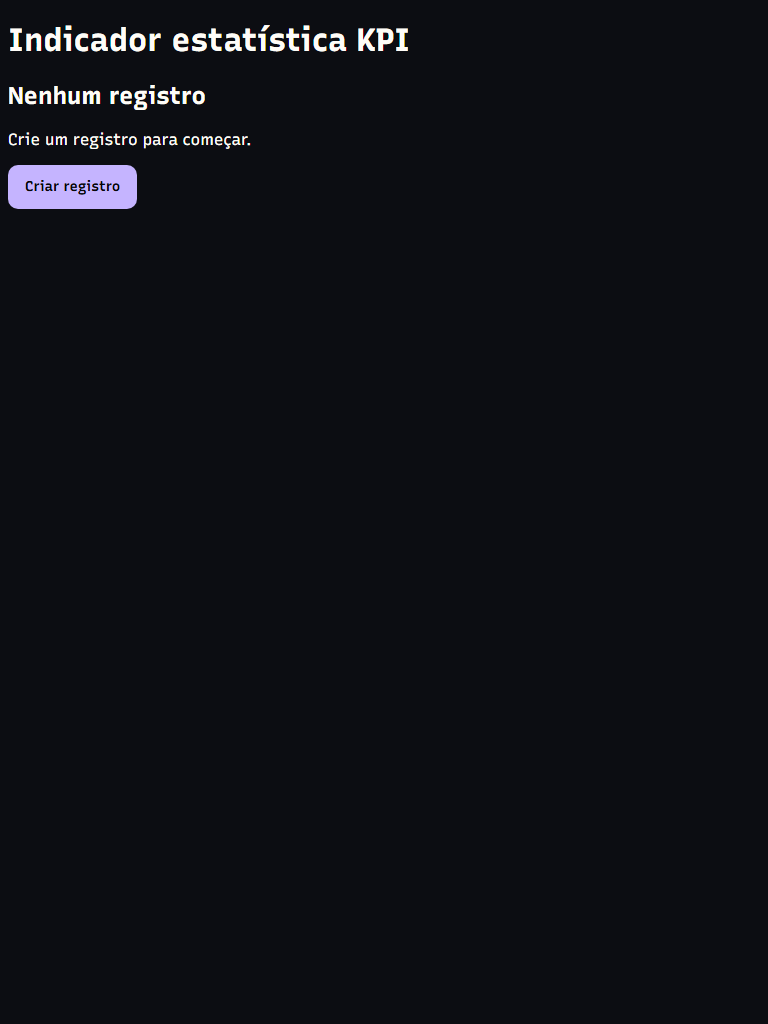 Indicador estatística KPI
Nenhum registro
Crie um registro para começar.
Criar registro